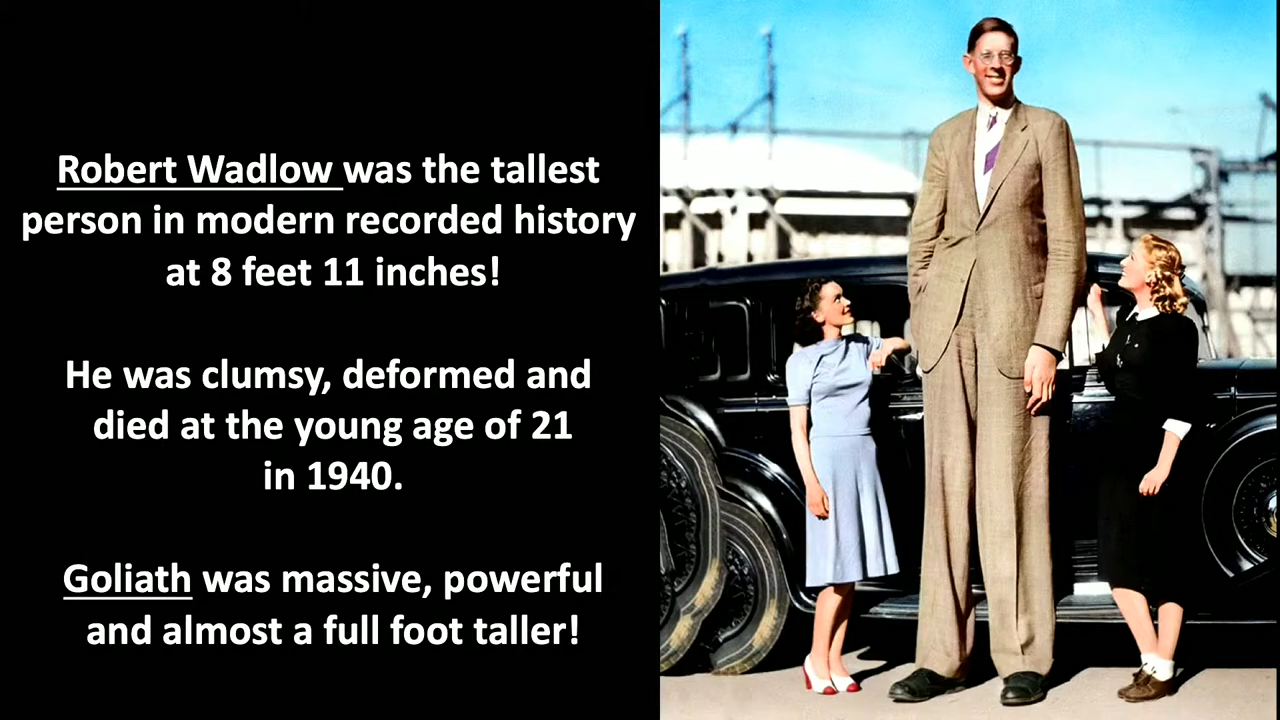 Robert Wadlow was the tallest
person in modern recorded history
at 8 feet 11 inches!
He was clumsy, deformed and
died at the young age of 21
in 1940.
Goliath was massive, powerful
and almost a full foot taller!